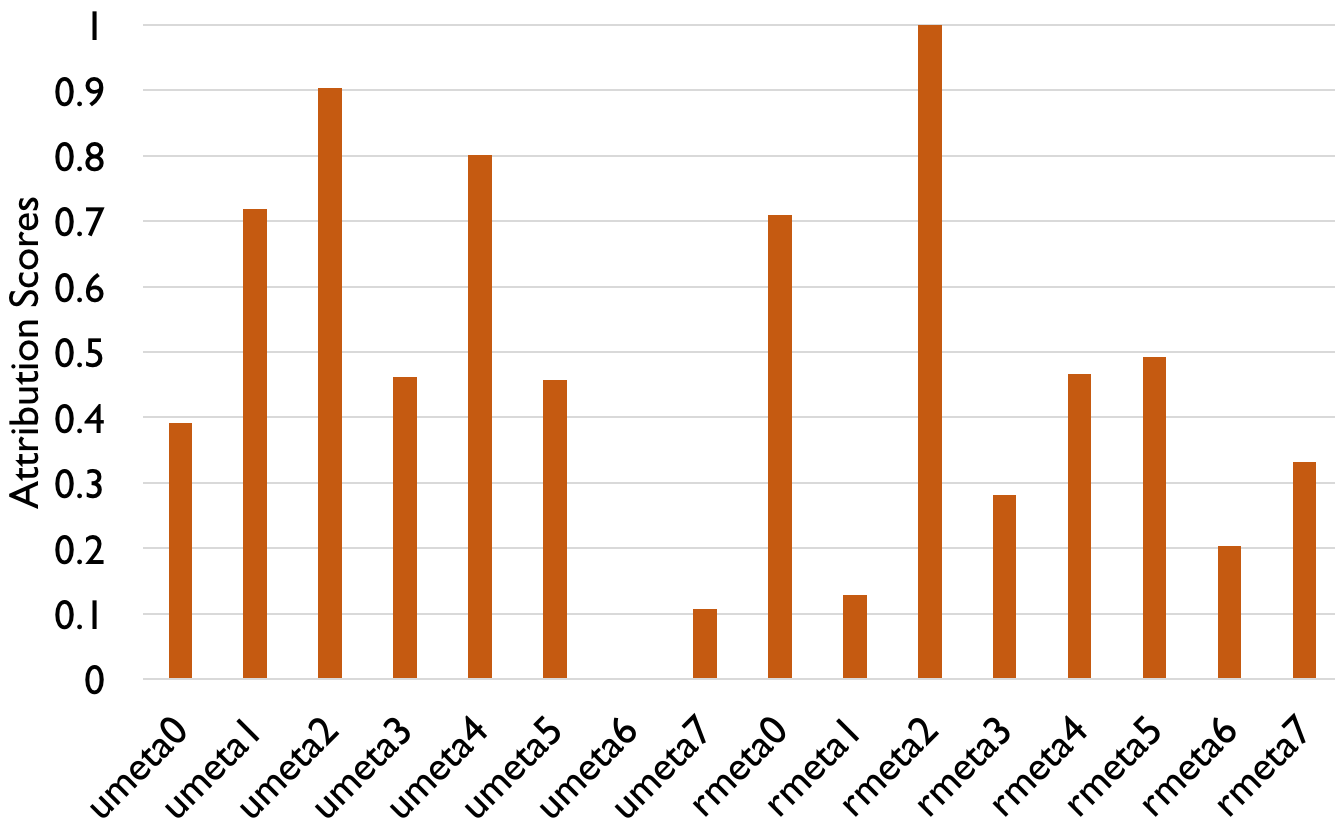 Attribution Scores
1
0.9
0.8
0.7
0.6
0.5
0.4
0.3
0.2
0.1
0
umeta0
umeta1
umeta2
umeta3
umeta4
umeta5
umeta6
umeta7
rmeta0
rmeta1
rmeta2
rmeta3
rmeta4
rmeta5
rmeta6
rmeta7